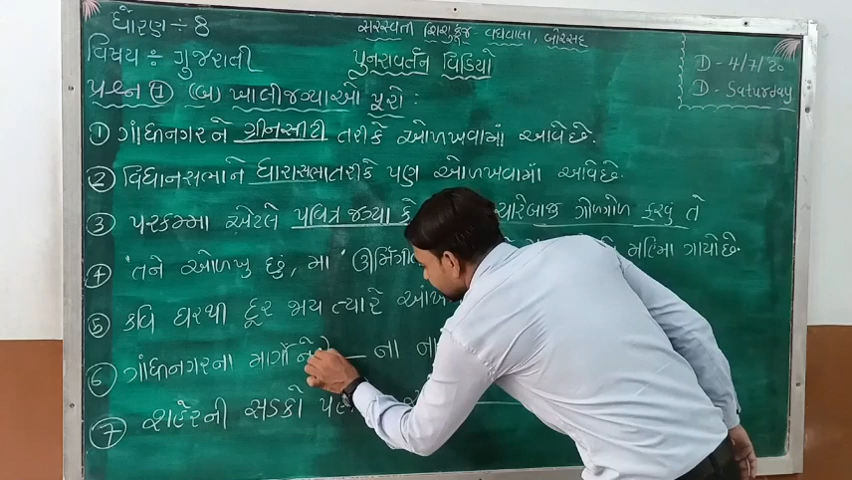 ધોરણ ÷ 8
સરસ્વતી શિશુકુંજ - વઘવાલા, બોરસદ
વિષય ÷ ગુજરાતી
પુનરાવર્તન વિડિયો
D - 4/7/20
D - Saturday
પ્રશ્ન ① (બ) ખાલીજગ્યાઓ પૂરો :
① ગાંધીનગરને ગ્રીનસીટી તરીકે ઓળખવામાં આવે છે.
② વિધાનસભાને ધારાસભા તરીકે પણ ઓળખવામાં આવે છે.
③ પરકમ્મા એટલે પવિત્ર જગ્યા કે ચારેબાજુ ગોળગોળ ફરવું તે
④ 'તને ઓળખુ છું, મા' ઊર્મિગી મહિમા ગાયો છે.
⑤ કવિ ઘરથી દૂર જાય ત્યારે આંખ
⑥ ગાંધીનગરના માર્ગોને ના ના
⑦ શહેરની સડકો